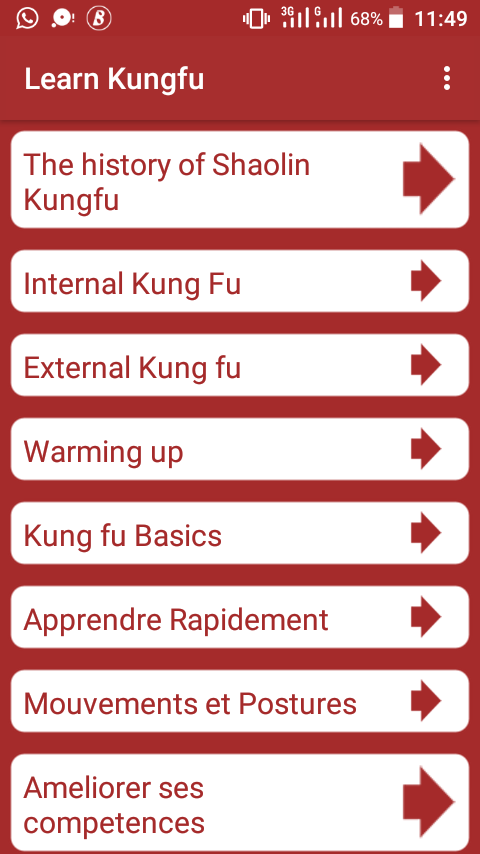 3G G 68% 11:49
Learn Kungfu
The history of Shaolin
Kungfu
Internal Kung Fu
External Kung fu
Warming up
Kung fu Basics
Apprendre Rapidement
Mouvements et Postures
Ameliorer ses
competences